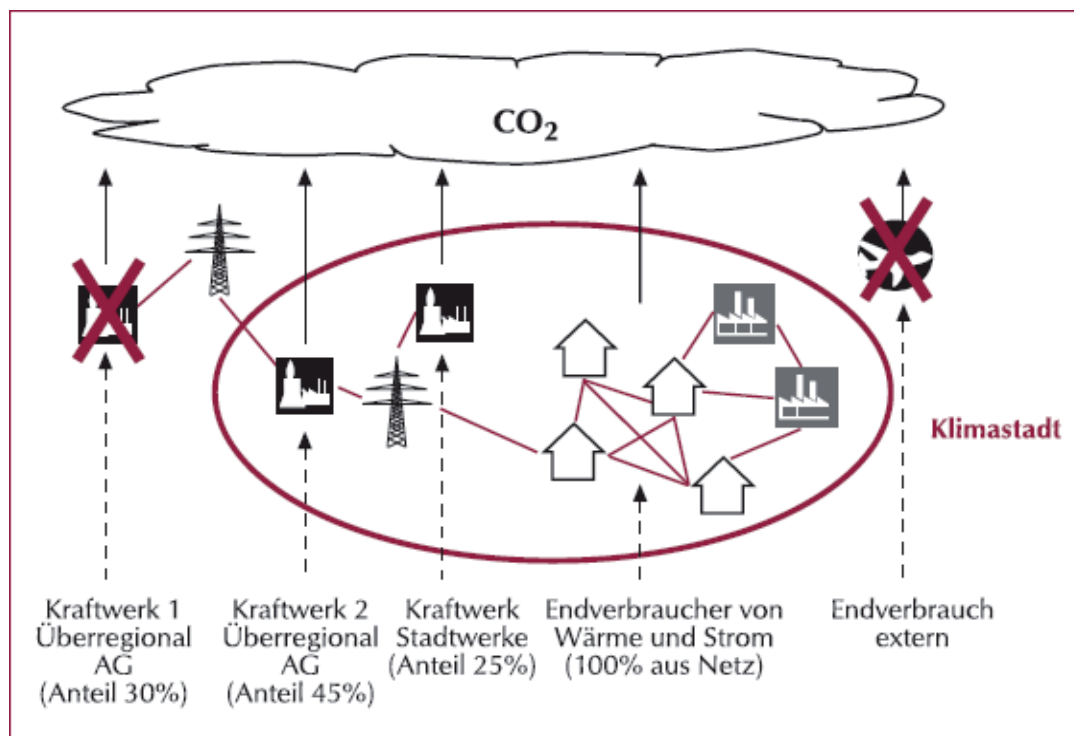 CO₂
Klimastadt
Kraftwerk 1
Überregional
AG
(Anteil 30%)
Kraftwerk 2
Überregional
AG
(Anteil 45%)
Kraftwerk
Stadtwerke
(Anteil 25%)
Endverbraucher von
Wärme und Strom
(100% aus Netz)
Endverbrauch
extern